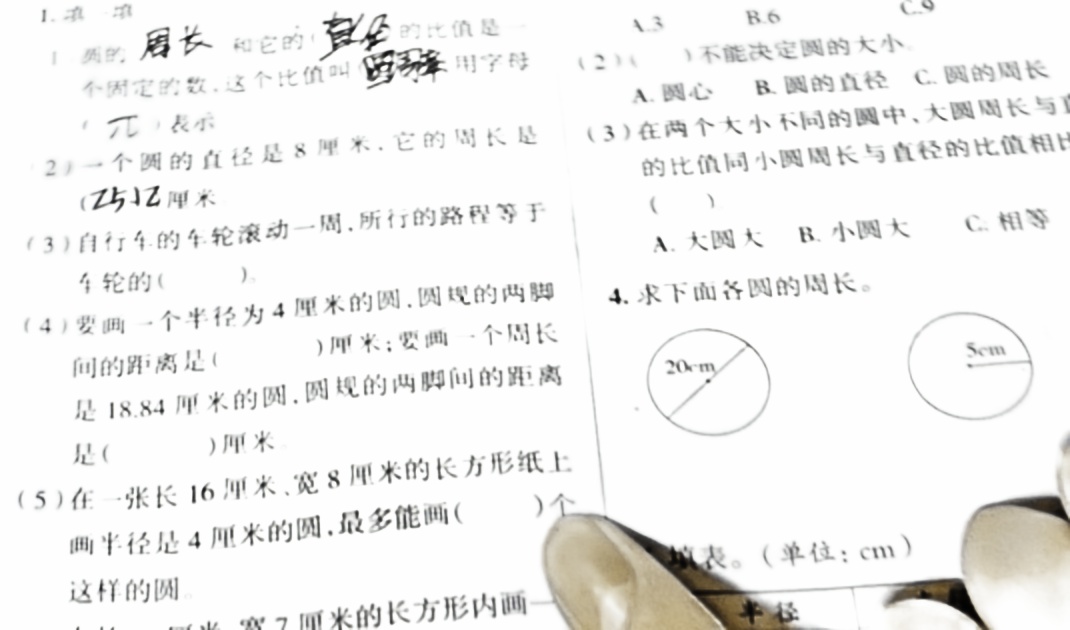 1. 填一填
圆的 周长 和它的(直径 的比值是一
个固定的数,这个比值叫(圆周率 用字母
( π )表示
(2)一个圆的直径是8厘米,它的周长是
(2512厘米
(3)自行车的车轮滚动一周,所行的路程等于
车轮的( )。
(4)要画一个半径为4厘米的圆,圆规的两脚
间的距离是( )厘米;要画一个周长
是18.84厘米的圆,圆规的两脚间的距离
是( )厘米
(5)在一张长16厘米、宽8厘米的长方形纸上
画半径是4厘米的圆,最多能画( )个
这样的圆
厘米,宽7厘米的长方形内画一
A.3 B.6 C.9
(2)( )不能决定圆的大小
A. 圆心 B. 圆的直径 C. 圆的周长
(3)在两个大小不同的圆中,大圆周长与直
的比值同小圆周长与直径的比值相比
( )
A. 大圆大 B. 小圆大 C. 相等
4. 求下面各圆的周长。
20cm
5cm
填表。(单位:cm)
半径